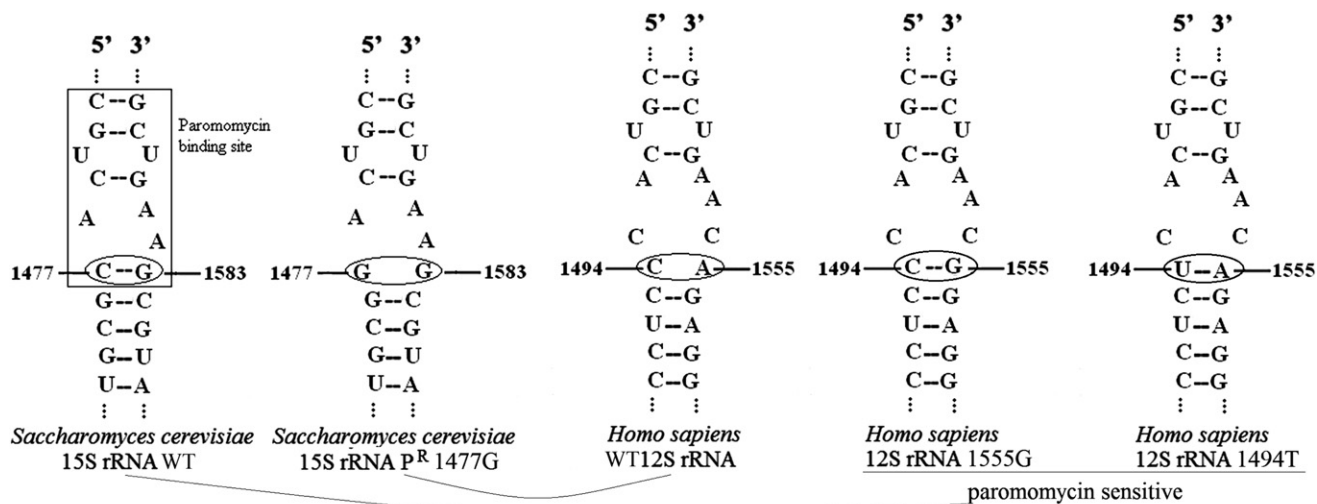 5’ 3’
C--G
G--C
U U
C--G
A
A
A
1477 C--G 1583
G--C
C--G
G--U
U--A
Paromomycin
binding site
Saccharomyces cerevisiae
15S rRNA WT
5’ 3’
C--G
G--C
U U
C--G
A A
A
1477 G G 1583
G--C
C--G
G--U
U--A
Saccharomyces cerevisiae
15S rRNA Pᴿ 1477G
5’ 3’
C--G
G--C
U U
C--G
A A
A
C C
1494 C A 1555
C--G
U--A
C--G
C--G
Homo sapiens
WT12S rRNA
5’ 3’
C--G
G--C
U U
C--G
A A
A
C C
1494 C--G 1555
C--G
U--A
C--G
C--G
Homo sapiens
12S rRNA 1555G
5’ 3’
C--G
G--C
U U
C--G
A A
A
C C
1494 U--A 1555
C--G
U--A
C--G
C--G
Homo sapiens
12S rRNA 1494T
paromomycin sensitive